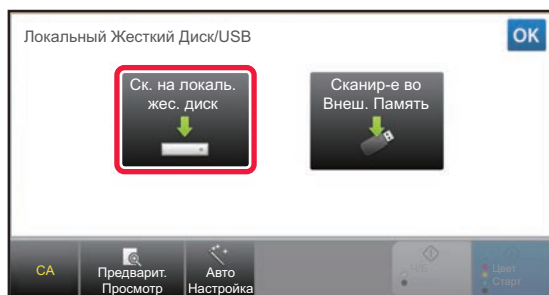 Локальный Жесткий Диск/USB
OK
Ск. на локаль.
жес. диск
Сканир-е во
Внеш. Память
CA
Предварит.
Просмотр
Авто
Настройка
Ч/Б
Старт
Цвет
Старт